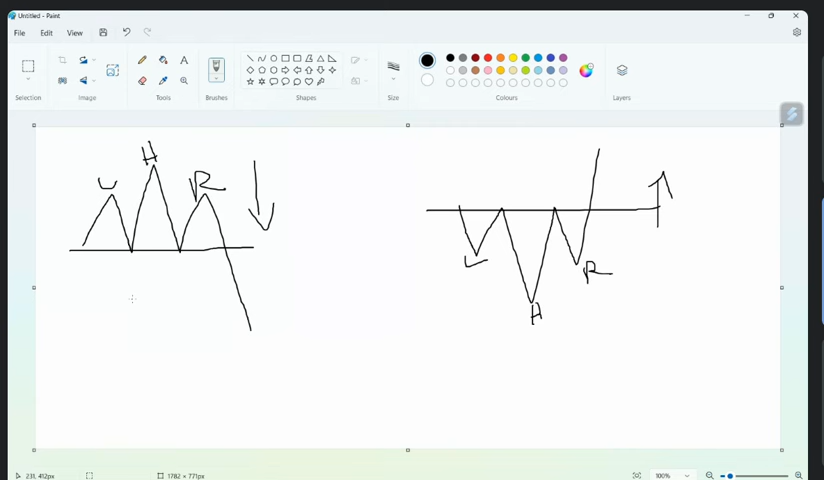 Untitled - Paint
File Edit View
Selection Image Tools Brushes Shapes Size Colours Layers
H
L R
L R
H
231, 412px 1782 × 771px 100%